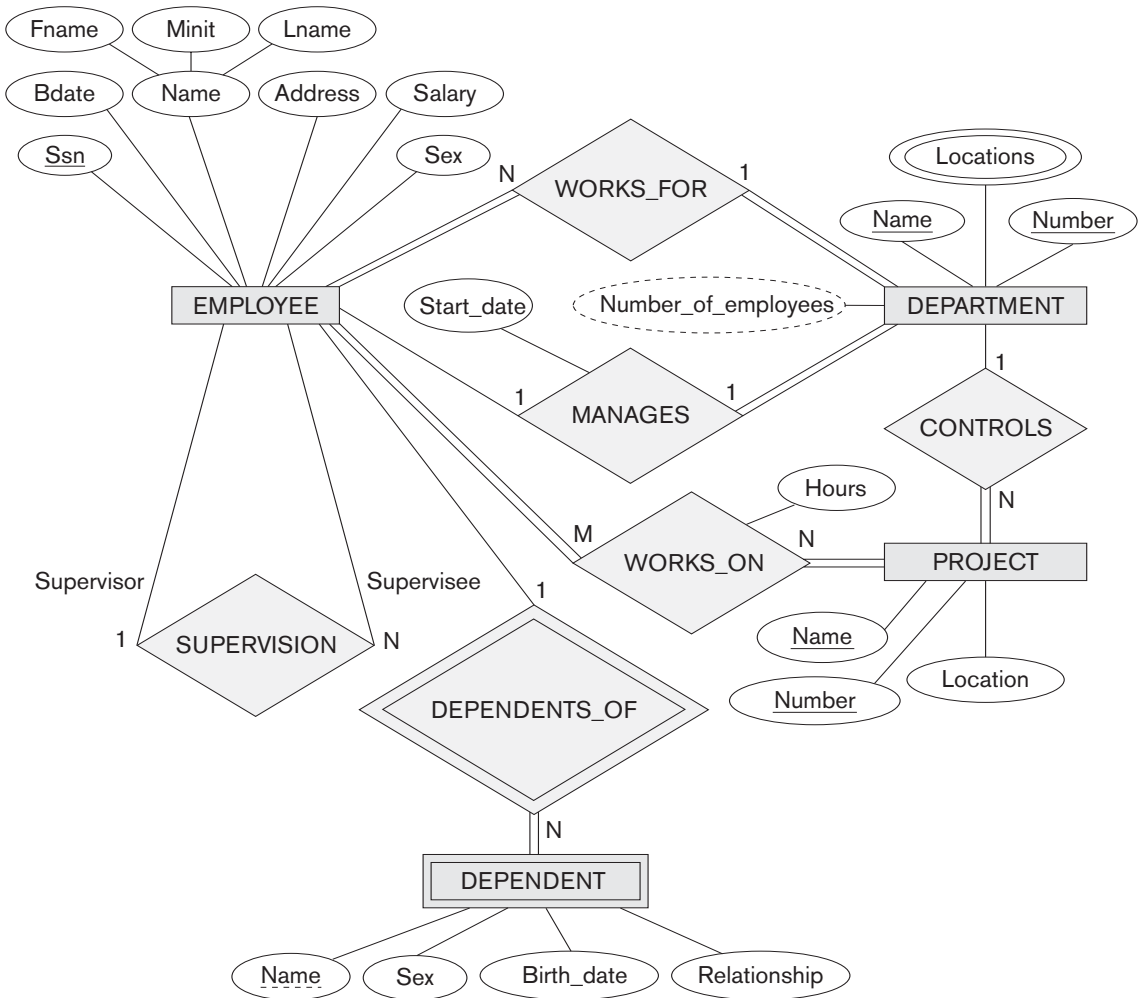 Fname
Minit
Lname
Bdate
Name
Address
Salary
Ssn
Sex
N
WORKS_FOR
1
Locations
Name
Number
EMPLOYEE
Start_date
Number_of_employees
DEPARTMENT
1
MANAGES
1
1
CONTROLS
N
Hours
M
WORKS_ON
N
PROJECT
Supervisor
Supervisee
1
SUPERVISION
N
1
Name
Number
Location
DEPENDENTS_OF
N
DEPENDENT
Name
Sex
Birth_date
Relationship